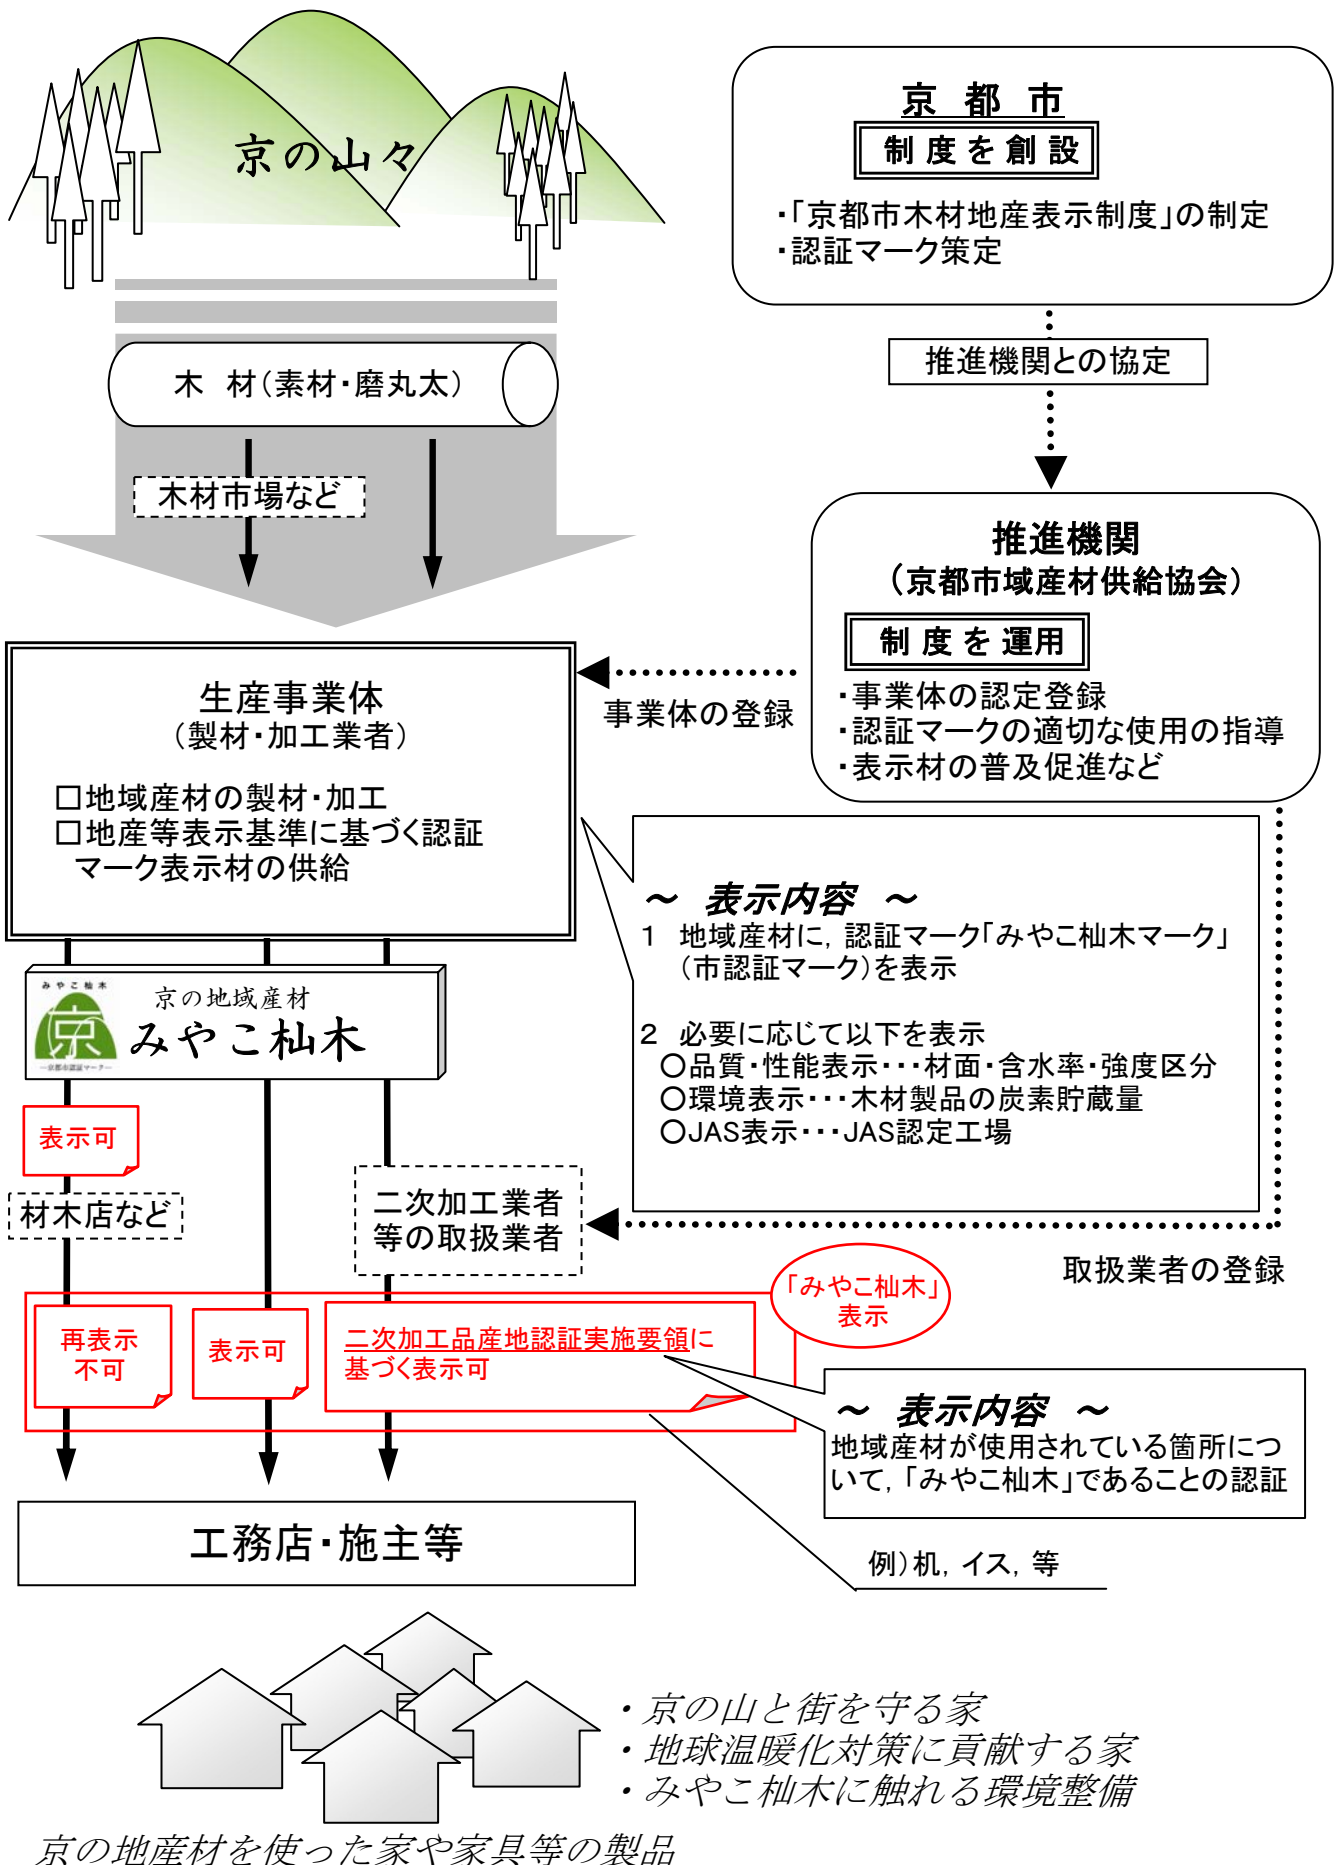 京の山々
京都市
制度を創設
・「京都市木材地産表示制度」の制定
・認証マーク策定
推進機関との協定
木　材（素材・磨丸太）
木材市場など
推進機関
（京都市域産材供給協会）
制度を運用
・事業体の認定登録
・認証マークの適切な使用の指導
・表示材の普及促進など
事業体の登録
生産事業体
（製材・加工業者）
□地域産材の製材・加工
□地産等表示基準に基づく認証
マーク表示材の供給
～　表示内容　～
１　地域産材に，認証マーク「みやこ杣木マーク」
（市認証マーク）を表示
２　必要に応じて以下を表示
○品質・性能表示・・・材面・含水率・強度区分
○環境表示・・・木材製品の炭素貯蔵量
○JAS表示・・・JAS認定工場
みやこ杣木
京
―京都市認証マーク―
京の地域産材
みやこ杣木
表示可
材木店など
二次加工業者
等の取扱業者
取扱業者の登録
「みやこ杣木」
表示
再表示
不可
表示可
二次加工品産地認証実施要領に
基づく表示可
～　表示内容　～
地域産材が使用されている箇所につ
いて，「みやこ杣木」であることの認証
工務店・施主等
例）机，イス，等
・京の山と街を守る家
・地球温暖化対策に貢献する家
・みやこ杣木に触れる環境整備
京の地産材を使った家や家具等の製品